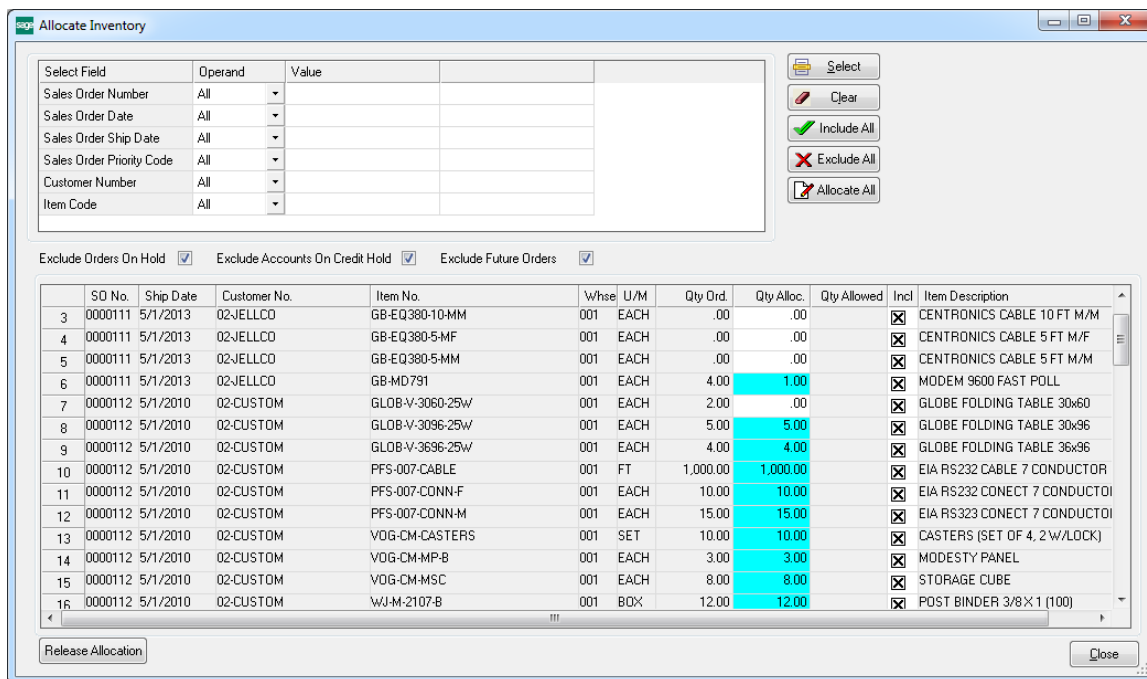 sage Allocate Inventory
Select Field Operand Value
Sales Order Number All
Sales Order Date All
Sales Order Ship Date All
Sales Order Priority Code All
Customer Number All
Item Code All
Select
Clear
Include All
Exclude All
Allocate All
Exclude Orders On Hold Exclude Accounts On Credit Hold Exclude Future Orders
SO No. Ship Date Customer No. Item No. Whse U/M Qty Ord. Qty Alloc. Qty Allowed Incl Item Description
3 0000111 5/1/2013 02-JELLCO GB-EQ380-10-MM 001 EACH .00 .00 CENTRONICS CABLE 10 FT M/M
4 0000111 5/1/2013 02-JELLCO GB-EQ380-5-MF 001 EACH .00 .00 CENTRONICS CABLE 5 FT M/F
5 0000111 5/1/2013 02-JELLCO GB-EQ380-5-MM 001 EACH .00 .00 CENTRONICS CABLE 5 FT M/M
6 0000111 5/1/2013 02-JELLCO GB-MD791 001 EACH 4.00 1.00 MODEM 9600 FAST POLL
7 0000112 5/1/2010 02-CUSTOM GLOB-V-3060-25W 001 EACH 2.00 .00 GLOBE FOLDING TABLE 30x60
8 0000112 5/1/2010 02-CUSTOM GLOB-V-3096-25W 001 EACH 5.00 5.00 GLOBE FOLDING TABLE 30x96
9 0000112 5/1/2010 02-CUSTOM GLOB-V-3696-25W 001 EACH 4.00 4.00 GLOBE FOLDING TABLE 36x96
10 0000112 5/1/2010 02-CUSTOM PFS-007-CABLE 001 FT 1,000.00 1,000.00 EIA RS232 CABLE 7 CONDUCTOR
11 0000112 5/1/2010 02-CUSTOM PFS-007-CONN-F 001 EACH 10.00 10.00 EIA RS232 CONECT 7 CONDUCTOI
12 0000112 5/1/2010 02-CUSTOM PFS-007-CONN-M 001 EACH 15.00 15.00 EIA RS323 CONECT 7 CONDUCTOI
13 0000112 5/1/2010 02-CUSTOM VOG-CM-CASTERS 001 SET 10.00 10.00 CASTERS (SET OF 4, 2 W/LOCK)
14 0000112 5/1/2010 02-CUSTOM VOG-CM-MP-B 001 EACH 3.00 3.00 MODESTY PANEL
15 0000112 5/1/2010 02-CUSTOM VOG-CM-MSC 001 EACH 8.00 8.00 STORAGE CUBE
16 0000112 5/1/2010 02-CUSTOM WJ-M-2107-B 001 BOX 12.00 12.00 POST BINDER 3/8 X 1 (100)
Release Allocation Close